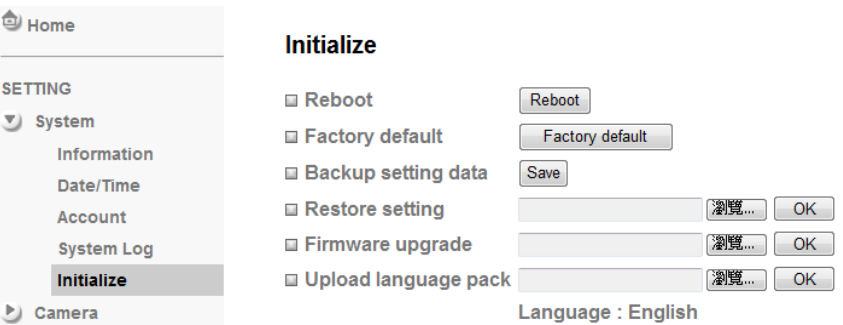 Home
SETTING
System
Information
Date/Time
Account
System Log
Initialize
Camera
Initialize
Reboot Reboot
Factory default Factory default
Backup setting data Save
Restore setting 瀏覽... OK
Firmware upgrade 瀏覽... OK
Upload language pack 瀏覽... OK
Language : English